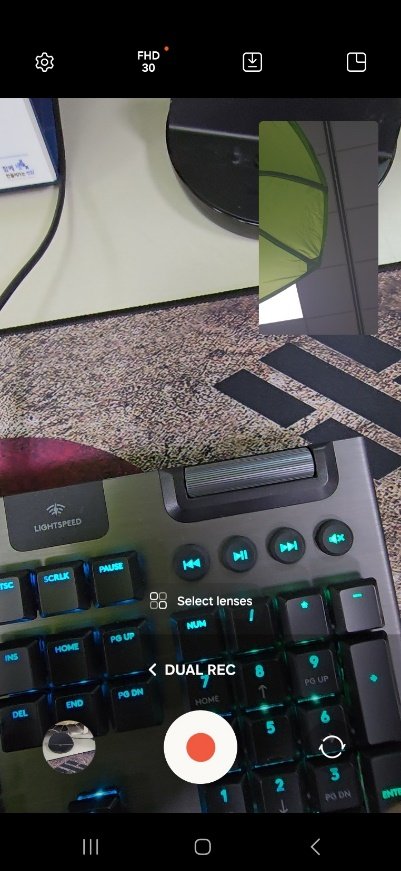 FHD
30
LIGHTSPEED
SCRLK
PAUSE
Select lenses
NUM
/
*
-
INS
HOME
PG UP
DUAL REC
7
HOME
8
9
PG UP
+
DEL
END
PG DN
5
6
1
2
3
PG DN